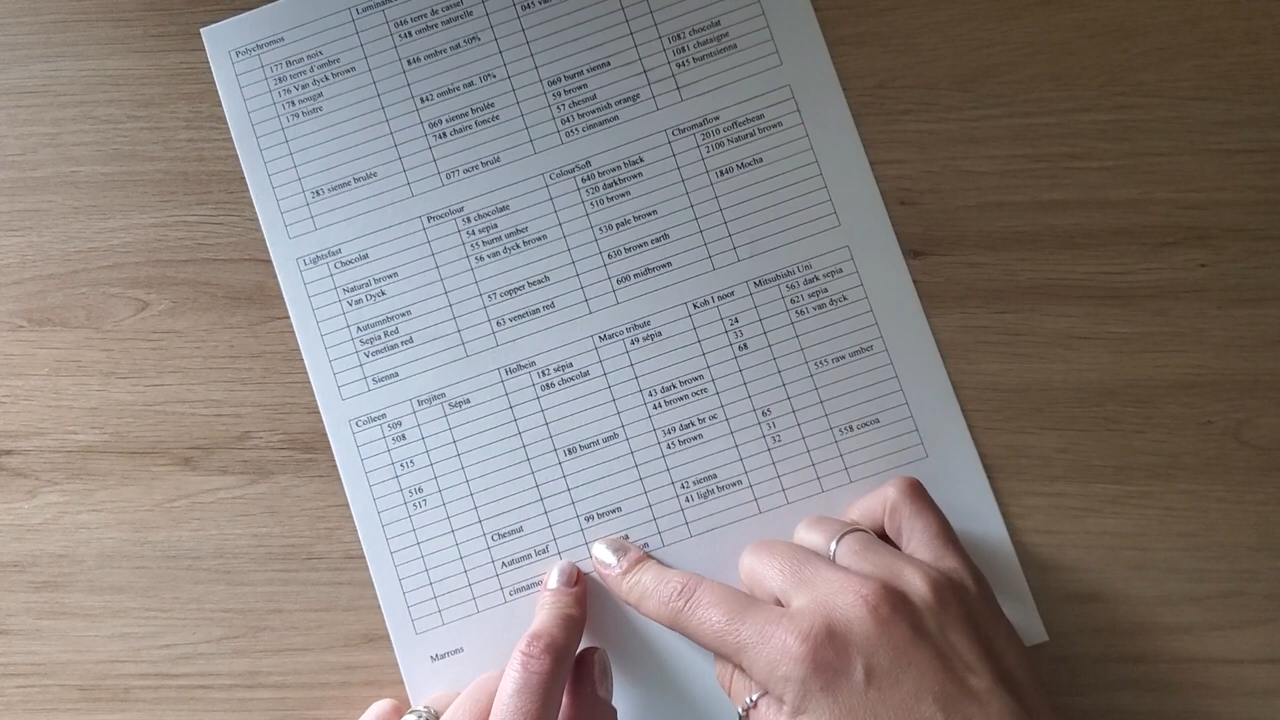 Polychromos
177 Brun noix
280 terre d'ombre
176 Van dyck brown
178 nougat
179 bistre
283 sienne brulée
046 terre de cassel
548 ombre naturelle
846 ombre nat.50%
842 ombre nat. 10%
069 sienne brulée
748 chaire foncée
077 ocre brulé
045 van
069 burnt sienna
59 brown
57 chesnut
043 brownish orange
055 cinnamon
1082 chocolat
1081 chataigne
945 burntsienna
Lightsfast
Chocolat
Natural brown
Van Dyck
Autumnbrown
Sepia Red
Venetian red
Sienna
Procolour
58 chocolate
54 sepia
55 burnt umber
56 van dyck brown
57 copper beach
63 venetian red
ColourSoft
640 brown black
520 darkbrown
510 brown
530 pale brown
630 brown earth
600 midbrown
Chromaflow
2010 coffeebean
2100 Natural brown
1840 Mocha
Colleen
509
508
515
516
517
Irojiten
Sépia
Chesnut
Autumn leaf
Holbein
182 sépia
086 chocolat
180 burnt umb
99 brown
Marco tribute
49 sépia
43 dark brown
44 brown ocre
349 dark br oc
45 brown
42 sienna
41 light brown
Koh I noor
24
33
68
65
31
32
Mitsubishi Uni
563 dark sepia
621 sepia
561 van dyck
555 raw umber
558 cocoa
Marrons